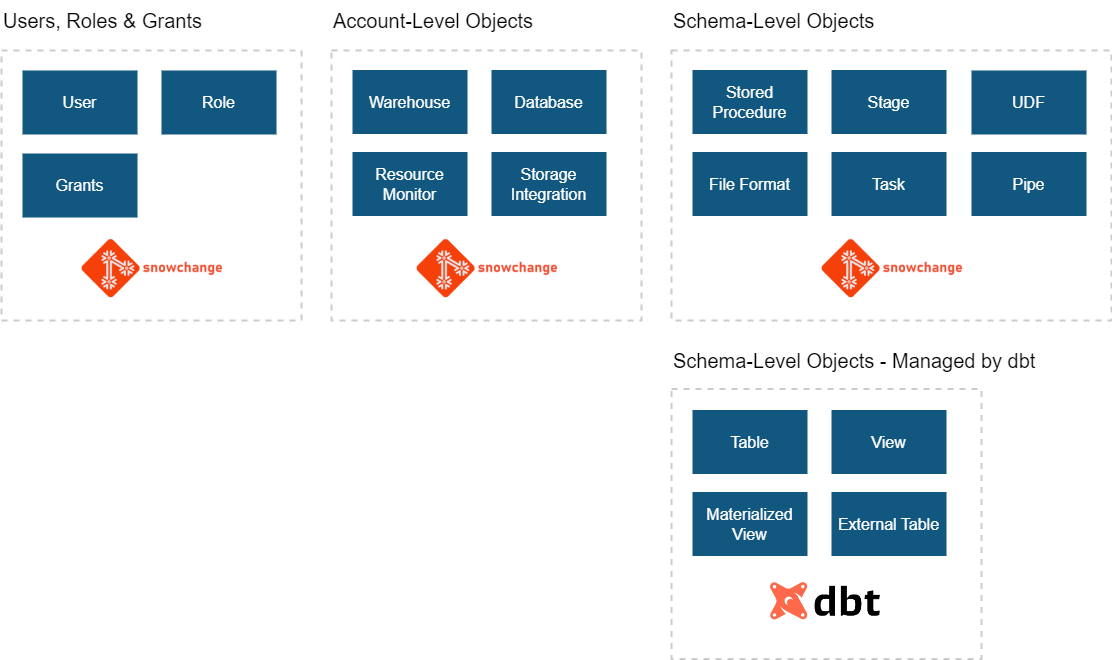 Users, Roles & Grants
User
Role
Grants
snowchange
Account-Level Objects
Warehouse
Database
Resource
Monitor
Storage
Integration
snowchange
Schema-Level Objects
Stored
Procedure
Stage
UDF
File Format
Task
Pipe
snowchange
Schema-Level Objects - Managed by dbt
Table
View
Materialized
View
External Table
dbt